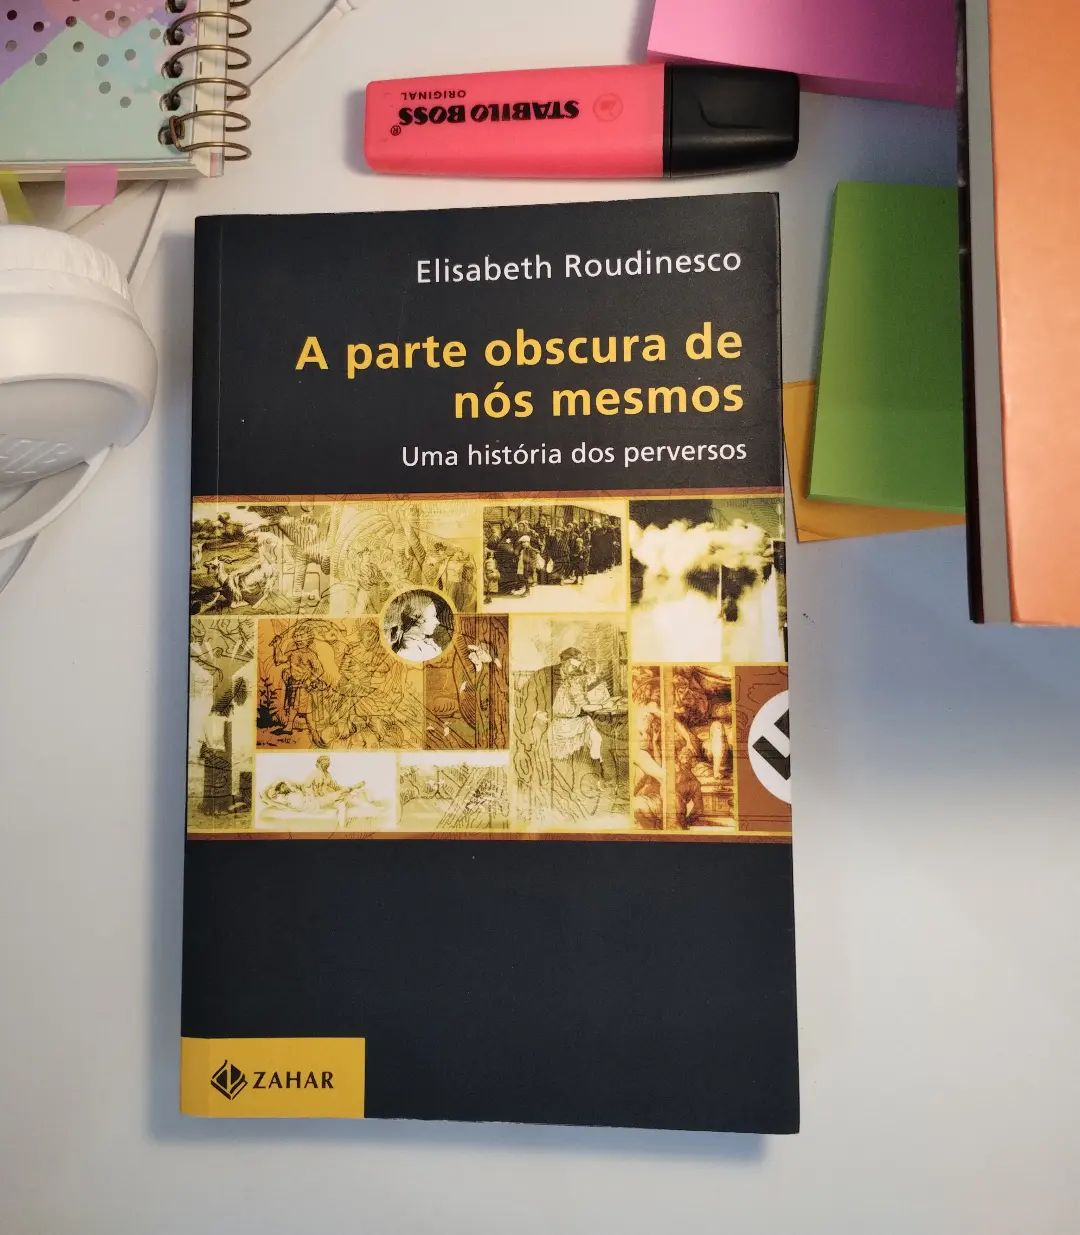 STABILO BOSS®
ORIGINAL
Elisabeth Roudinesco
A parte obscura de
nós mesmos
Uma história dos perversos
ZAHAR